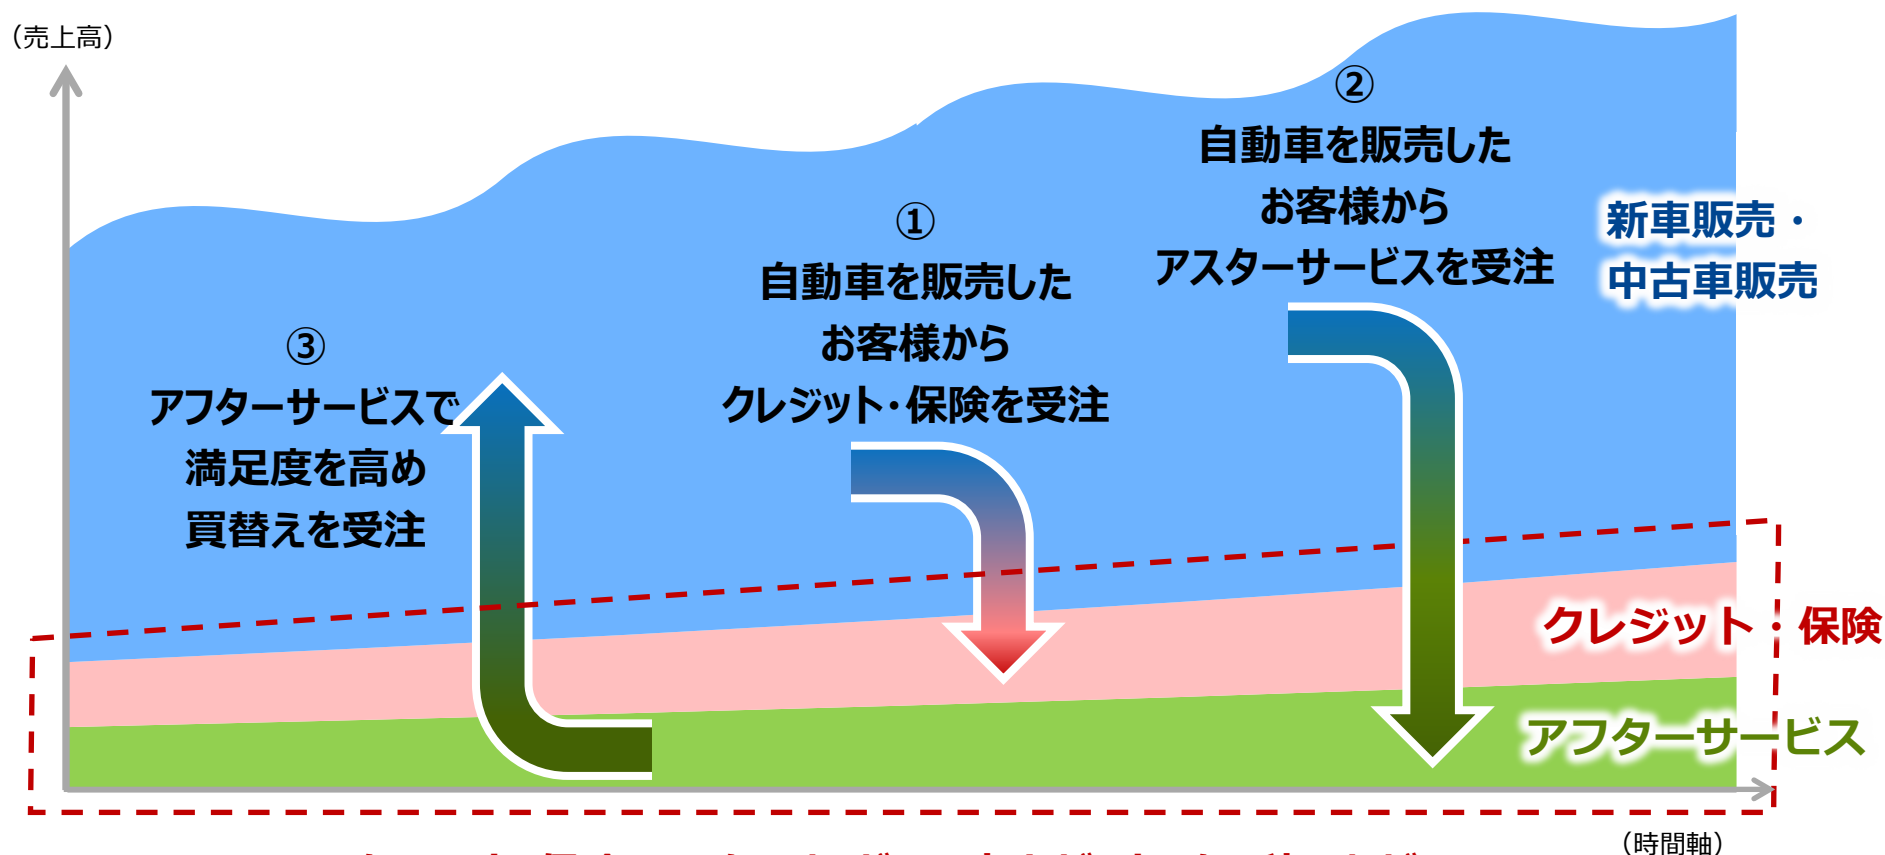 （売上高）
②
自動車を販売した
お客様から
アスターサービスを受注
新車販売・
中古車販売
①
自動車を販売した
お客様から
クレジット・保険を受注
③
アフターサービスで
満足度を高め
買替えを受注
クレジット・保険
アフターサービス
（時間軸）